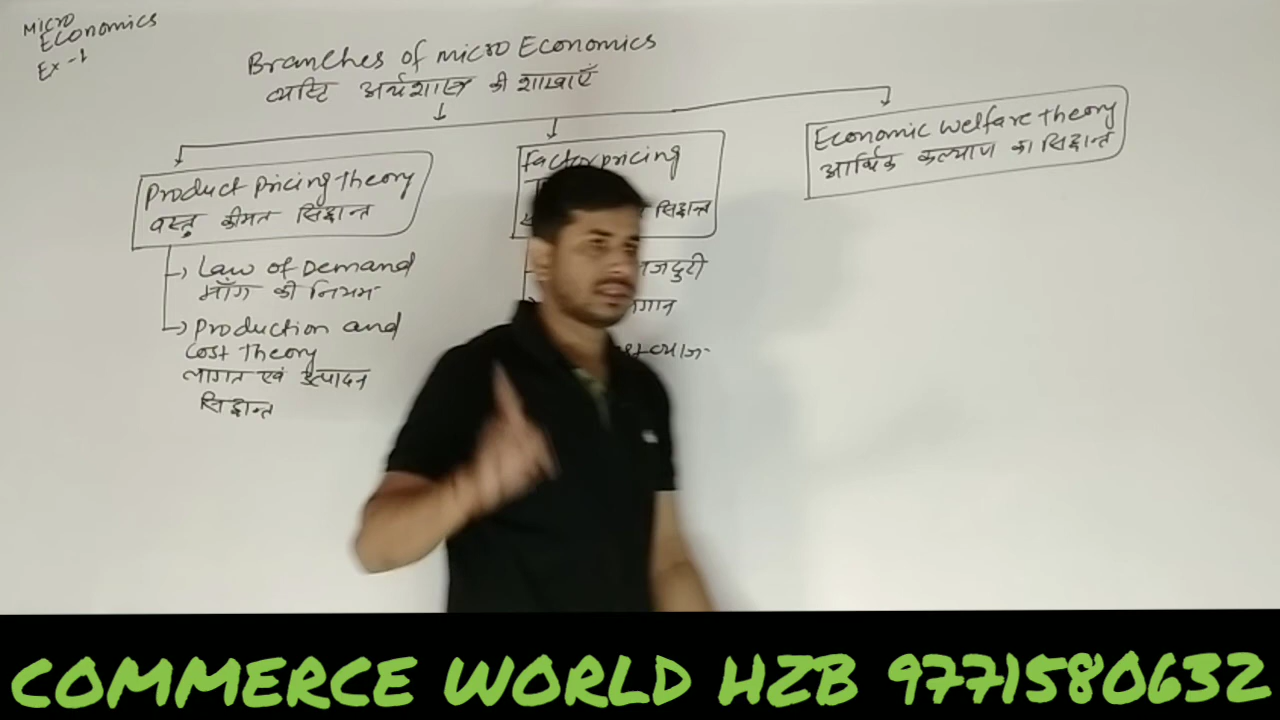 MICRO
ECONOMICS
Ex -1
Branches of micro Economics
व्यष्टि अर्थशास्त्र की शाखाएँ
Product pricing theory
वस्तु कीमत सिद्धान्त
Law of Demand
माँग की नियम
Production and
Cost Theory
लागत एवं उत्पादन
सिद्धान्त
Factor pricing
सिद्धान्त
Economic welfare theory
आर्थिक कल्याण का सिद्धान्त
COMMERCE WORLD HZB 9771580632